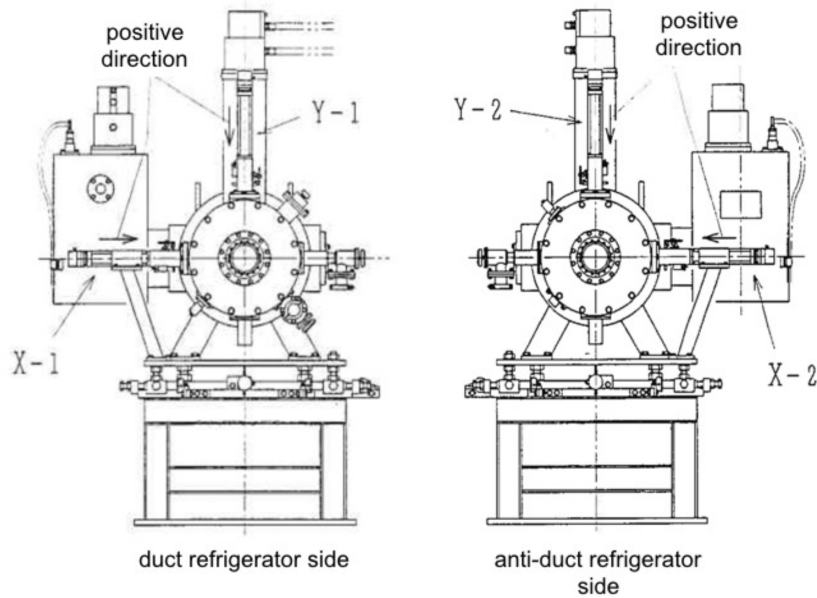 positive
direction
positive
direction
Y-1
Y-2
X-1
X-2
duct refrigerator side
anti-duct refrigerator
side